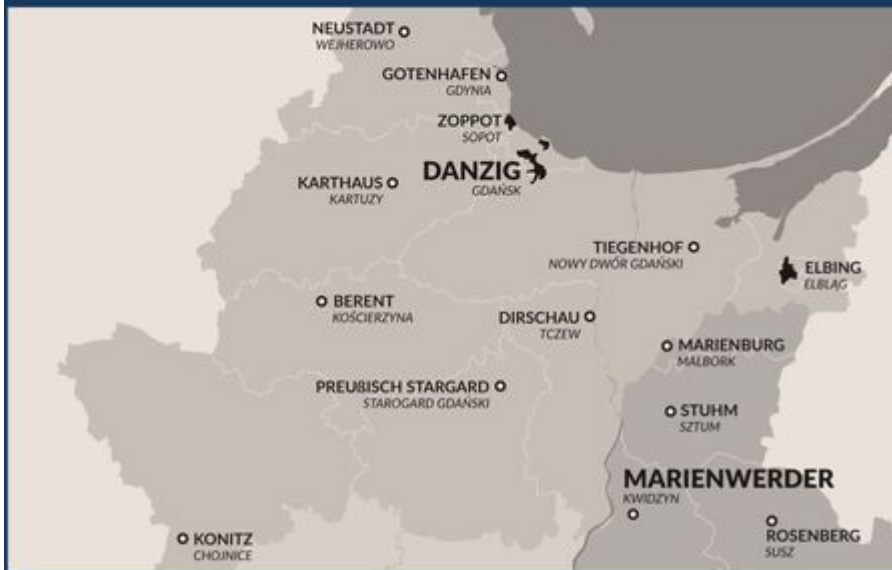 NEUSTADT
WEJHEROWO
GOTENHAFEN
GDYNIA
ZOPPOT
SOPOT
DANZIG
GDAŃSK
KARTHAUS
KARTUZY
TIEGENHOF
NOWY DWÓR GDAŃSKI
ELBING
ELBLĄG
BERENT
KOŚCIERZYNA
DIRSCHAU
TCZEW
MARIENBURG
MALBORK
PREUßISCH STARGARD
STAROGARD GDAŃSKI
STUHM
SZTUM
MARIENWERDER
KWIDZYN
KONITZ
CHOJNICE
ROSENBERG
SUSZ